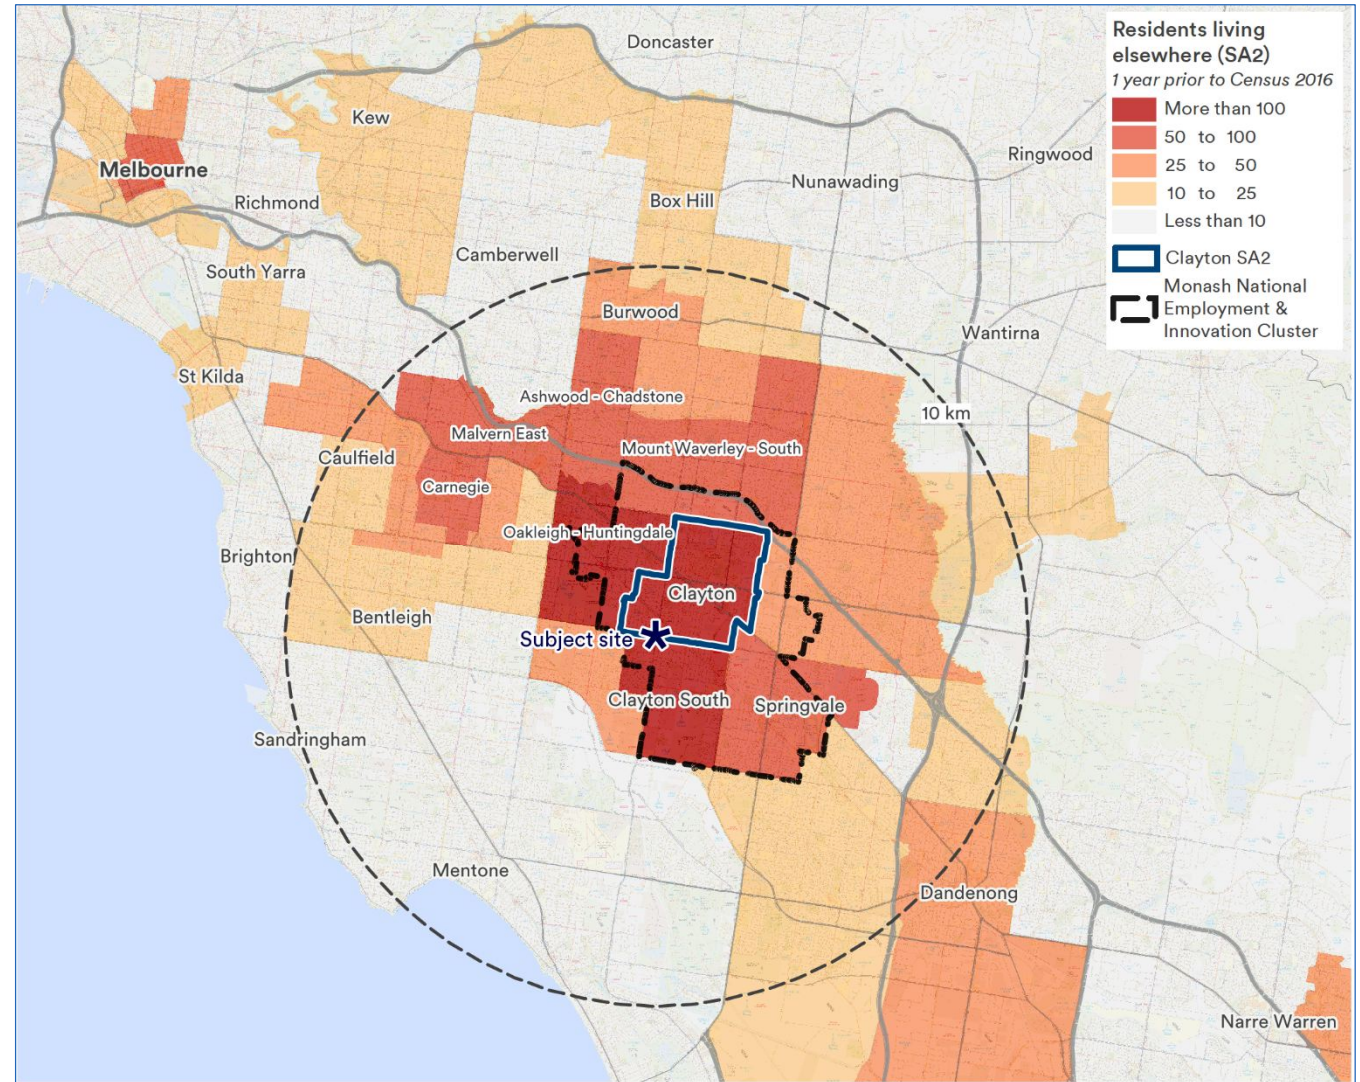 Residents living
elsewhere (SA2)
1 year prior to Census 2016
More than 100
50 to 100
25 to 50
10 to 25
Less than 10
Clayton SA2
Monash National
Employment &
Innovation Cluster
Doncaster
Kew
Ringwood
Melbourne
Nunawading
Richmond
Box Hill
Camberwell
South Yarra
Burwood
Wantirna
St Kilda
Ashwood - Chadstone
10 km
Malvern East
Mount Waverley - South
Caulfield
Carnegie
Oakleigh - Huntingdale
Brighton
Clayton
Bentleigh
Subject site
Clayton South
Springvale
Sandringham
Mentone
Dandenong
Narre Warren